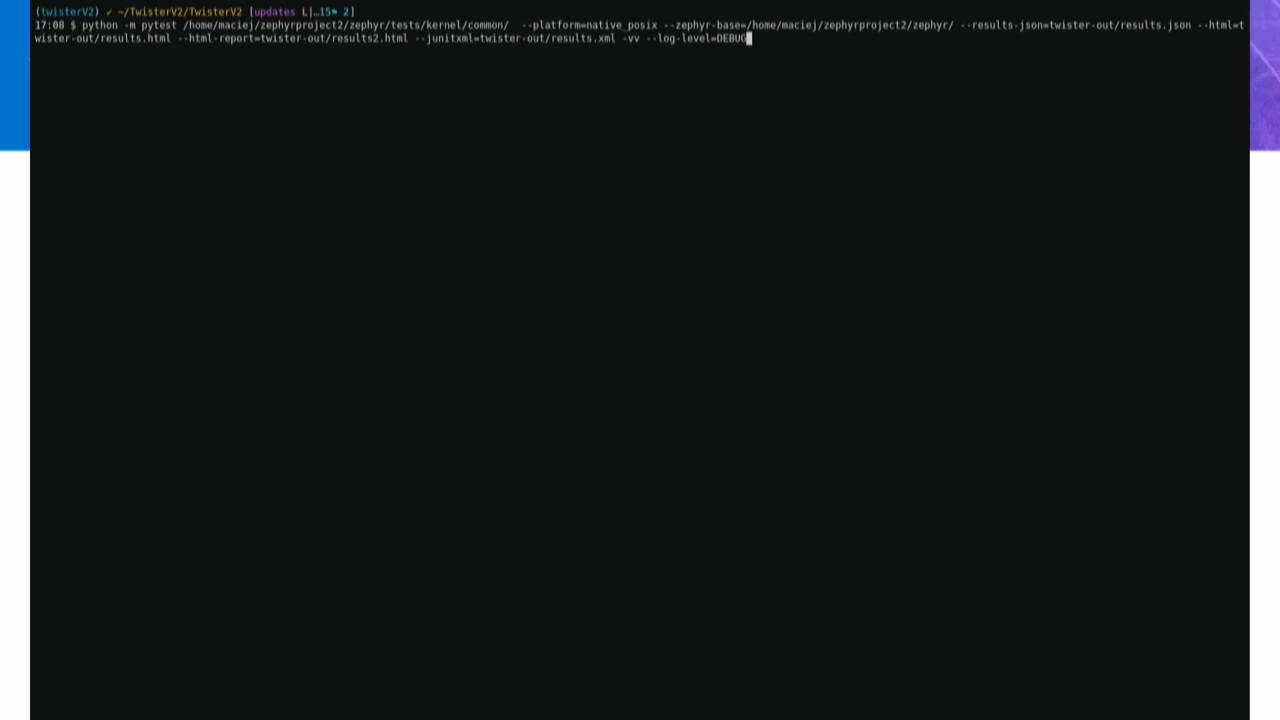 (twisterV2) ✔ ~/TwisterV2/TwisterV2 [updates L|…15⚑ 2]
17:08 $ python -m pytest /home/maciej/zephyrproject2/zephyr/tests/kernel/common/  --platform=native_posix --zephyr-base=/home/maciej/zephyrproject2/zephyr/ --results-json=twister-out/results.json --html=t
wister-out/results.html --html-report=twister-out/results2.html --junitxml=twister-out/results.xml -vv --log-level=DEBUG